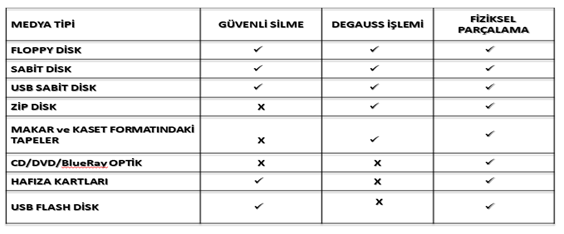 MEDYA TİPİ GÜVENLİ SİLME DEGAUSS İŞLEMİ FİZİKSEL PARÇALAMA
FLOPPY DİSK ✓ ✓ ✓
SABİT DİSK ✓ ✓ ✓
USB SABİT DİSK ✓ ✓ ✓
ZİP DİSK x ✓ ✓
MAKAR ve KASET FORMATINDAKİ
TAPELER x ✓ ✓
CD/DVD/BlueRay OPTİK x x ✓
HAFIZA KARTLARI ✓ x ✓
USB FLASH DİSK ✓ x ✓